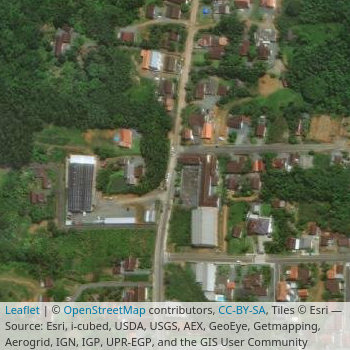 Leaflet | © OpenStreetMap contributors, CC-BY-SA, Tiles © Esri —
Source: Esri, i-cubed, USDA, USGS, AEX, GeoEye, Getmapping,
Aerogrid, IGN, IGP, UPR-EGP, and the GIS User Community